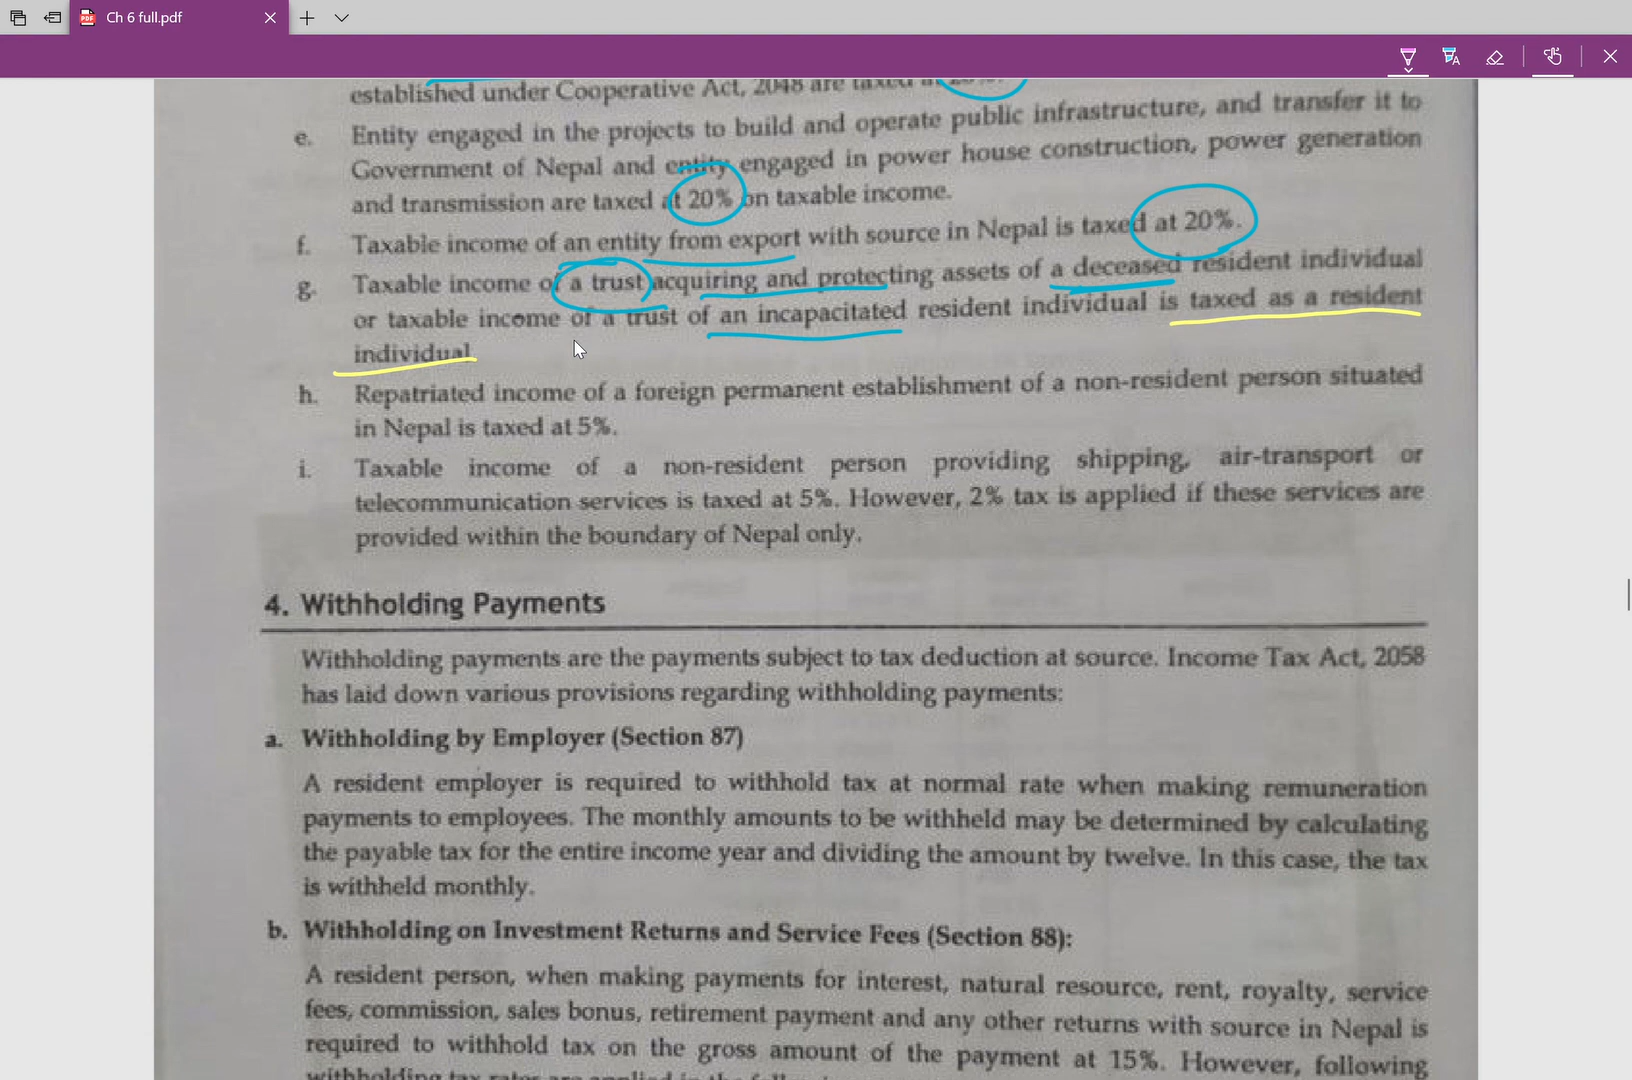 Ch 6 full.pdf
established under Cooperative Act, 2048 are taxed at 20%.
e. Entity engaged in the projects to build and operate public infrastructure, and transfer it to
Government of Nepal and entity engaged in power house construction, power generation
and transmission are taxed at 20% on taxable income.
f. Taxable income of an entity from export with source in Nepal is taxed at 20%.
g. Taxable income of a trust acquiring and protecting assets of a deceased resident individual
or taxable income of a trust of an incapacitated resident individual is taxed as a resident
individual
h. Repatriated income of a foreign permanent establishment of a non-resident person situated
in Nepal is taxed at 5%.
i. Taxable income of a non-resident person providing shipping, air-transport or
telecommunication services is taxed at 5%. However, 2% tax is applied if these services are
provided within the boundary of Nepal only.
4. Withholding Payments
Withholding payments are the payments subject to tax deduction at source. Income Tax Act, 2058
has laid down various provisions regarding withholding payments:
a. Withholding by Employer (Section 87)
A resident employer is required to withhold tax at normal rate when making remuneration
payments to employees. The monthly amounts to be withheld may be determined by calculating
the payable tax for the entire income year and dividing the amount by twelve. In this case, the tax
is withheld monthly.
b. Withholding on Investment Returns and Service Fees (Section 88):
A resident person, when making payments for interest, natural resource, rent, royalty, service
fees, commission, sales bonus, retirement payment and any other returns with source in Nepal is
required to withhold tax on the gross amount of the payment at 15%. However, following
withholding tax rates are applied in the